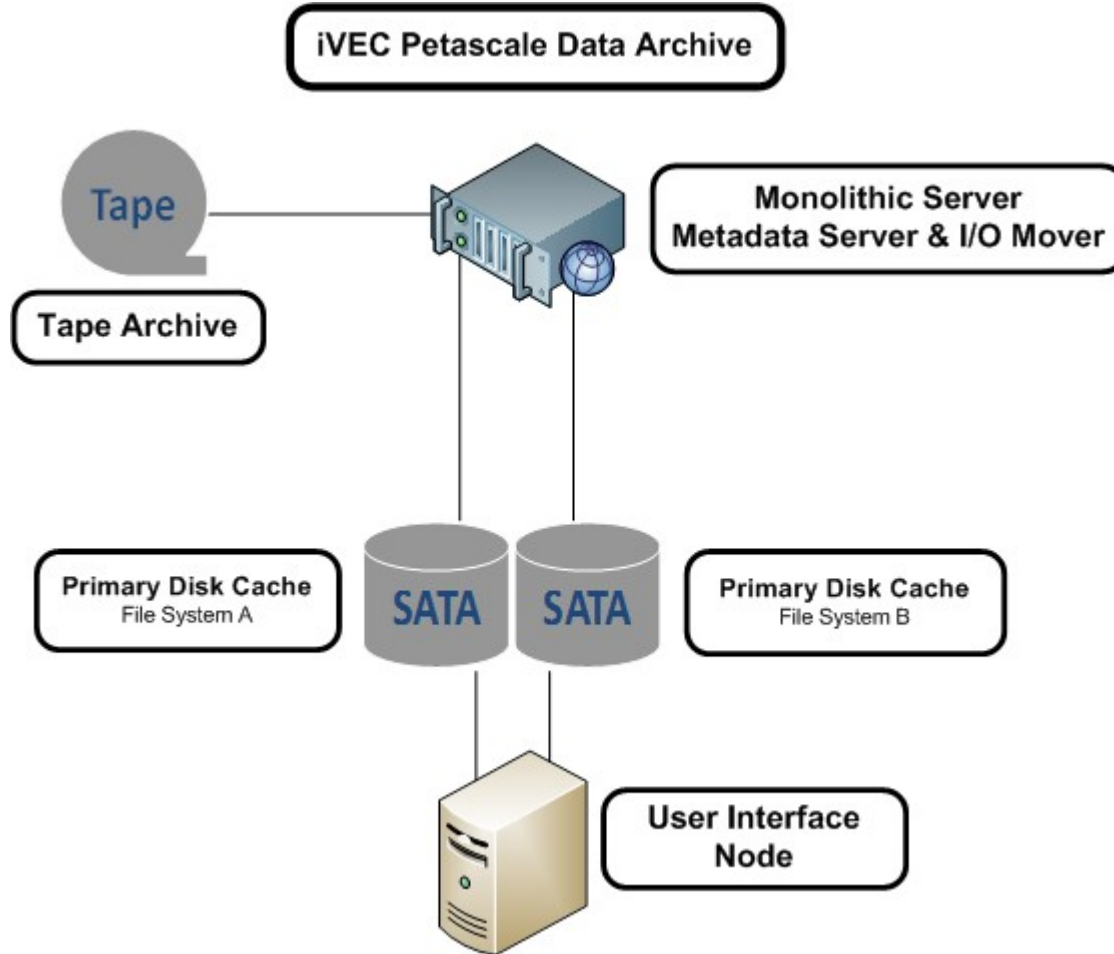 iVEC Petascale Data Archive
Tape
Monolithic Server
Metadata Server & I/O Mover
Tape Archive
Primary Disk Cache
File System A
SATA
SATA
Primary Disk Cache
File System B
User Interface
Node